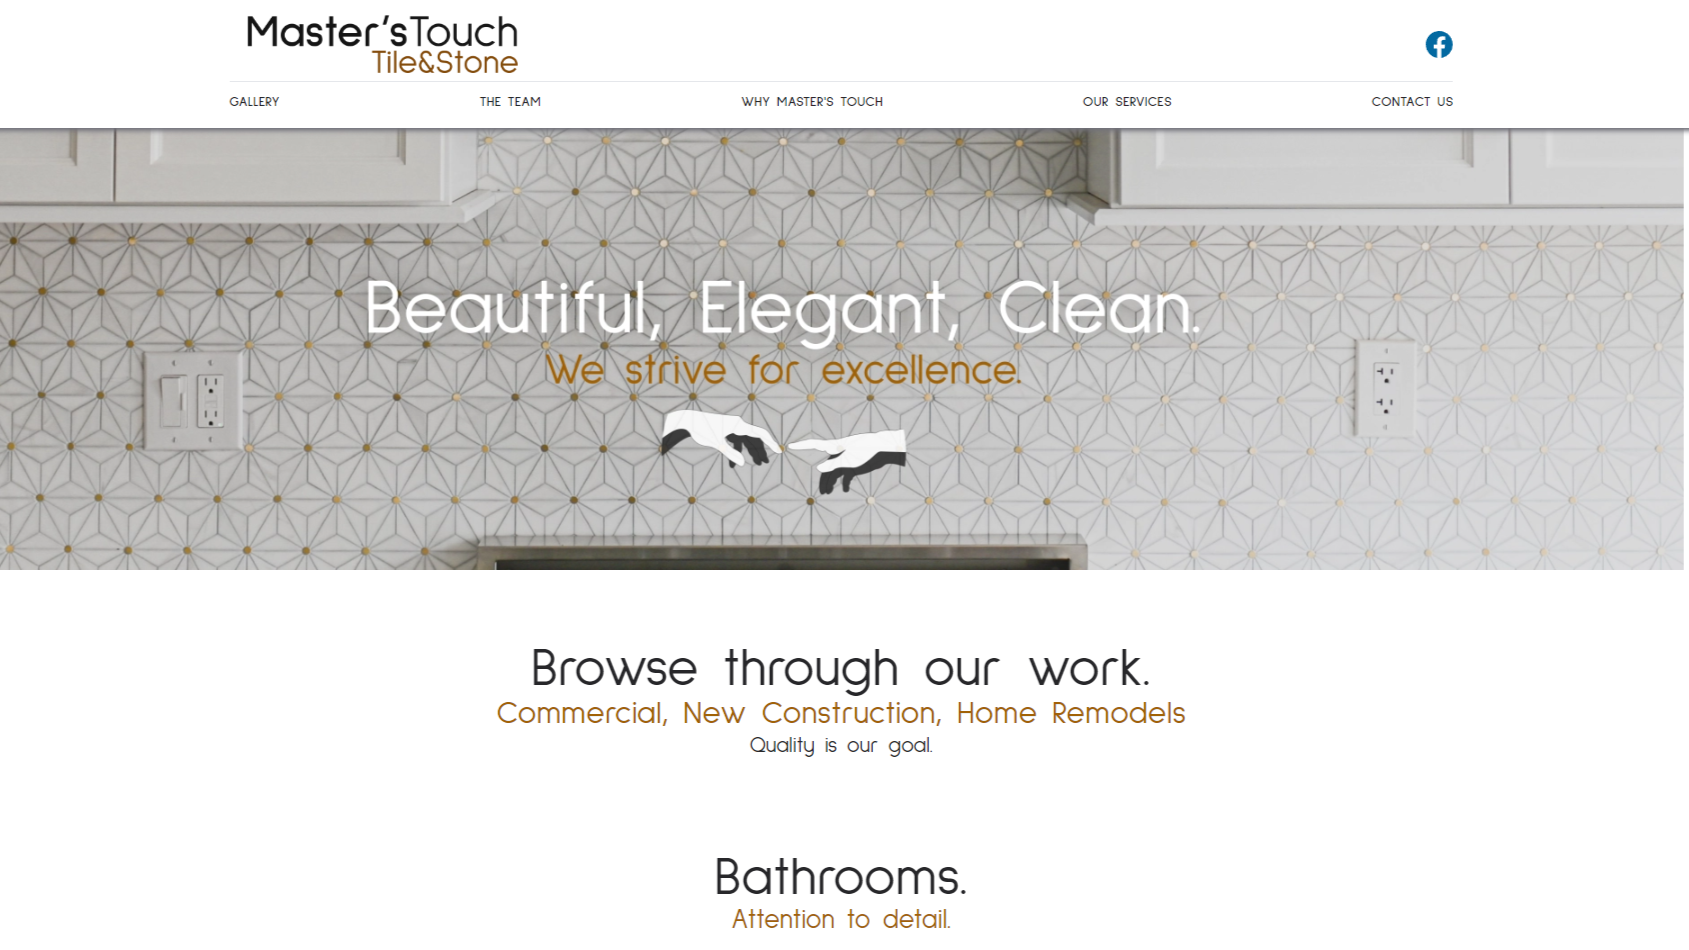 Master'sTouch
Tile&Stone
GALLERY
THE TEAM
WHY MASTER'S TOUCH
OUR SERVICES
CONTACT US
Beautiful, Elegant, Clean.
We strive for excellence.
Browse through our work.
Commercial, New Construction, Home Remodels
Quality is our goal.
Bathrooms.
Attention to detail.